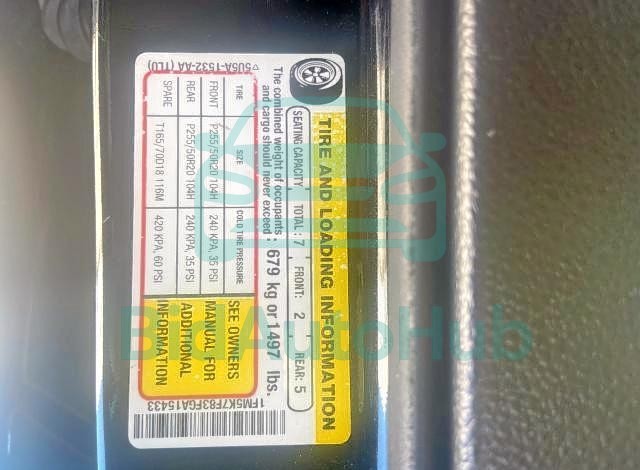 TIRE AND LOADING INFORMATION
SEATING CAPACITY TOTAL: 7 FRONT: 2 REAR: 5
The combined weight of occupants and cargo should never exceed: 679 kg or 1497 lbs.
TIRE SIZE COLD TIRE PRESSURE
FRONT P255/50R20 104H 240 KPA, 35 PSI
REAR P255/50R20 104H 240 KPA, 35 PSI
SPARE T165/70D18 116M 420 KPA, 60 PSI
SEE OWNERS
MANUAL FOR
ADDITIONAL
INFORMATION
5U5A-1532-AA (TL0)
1FM5K7F83FGA15433
Bid AutoHub